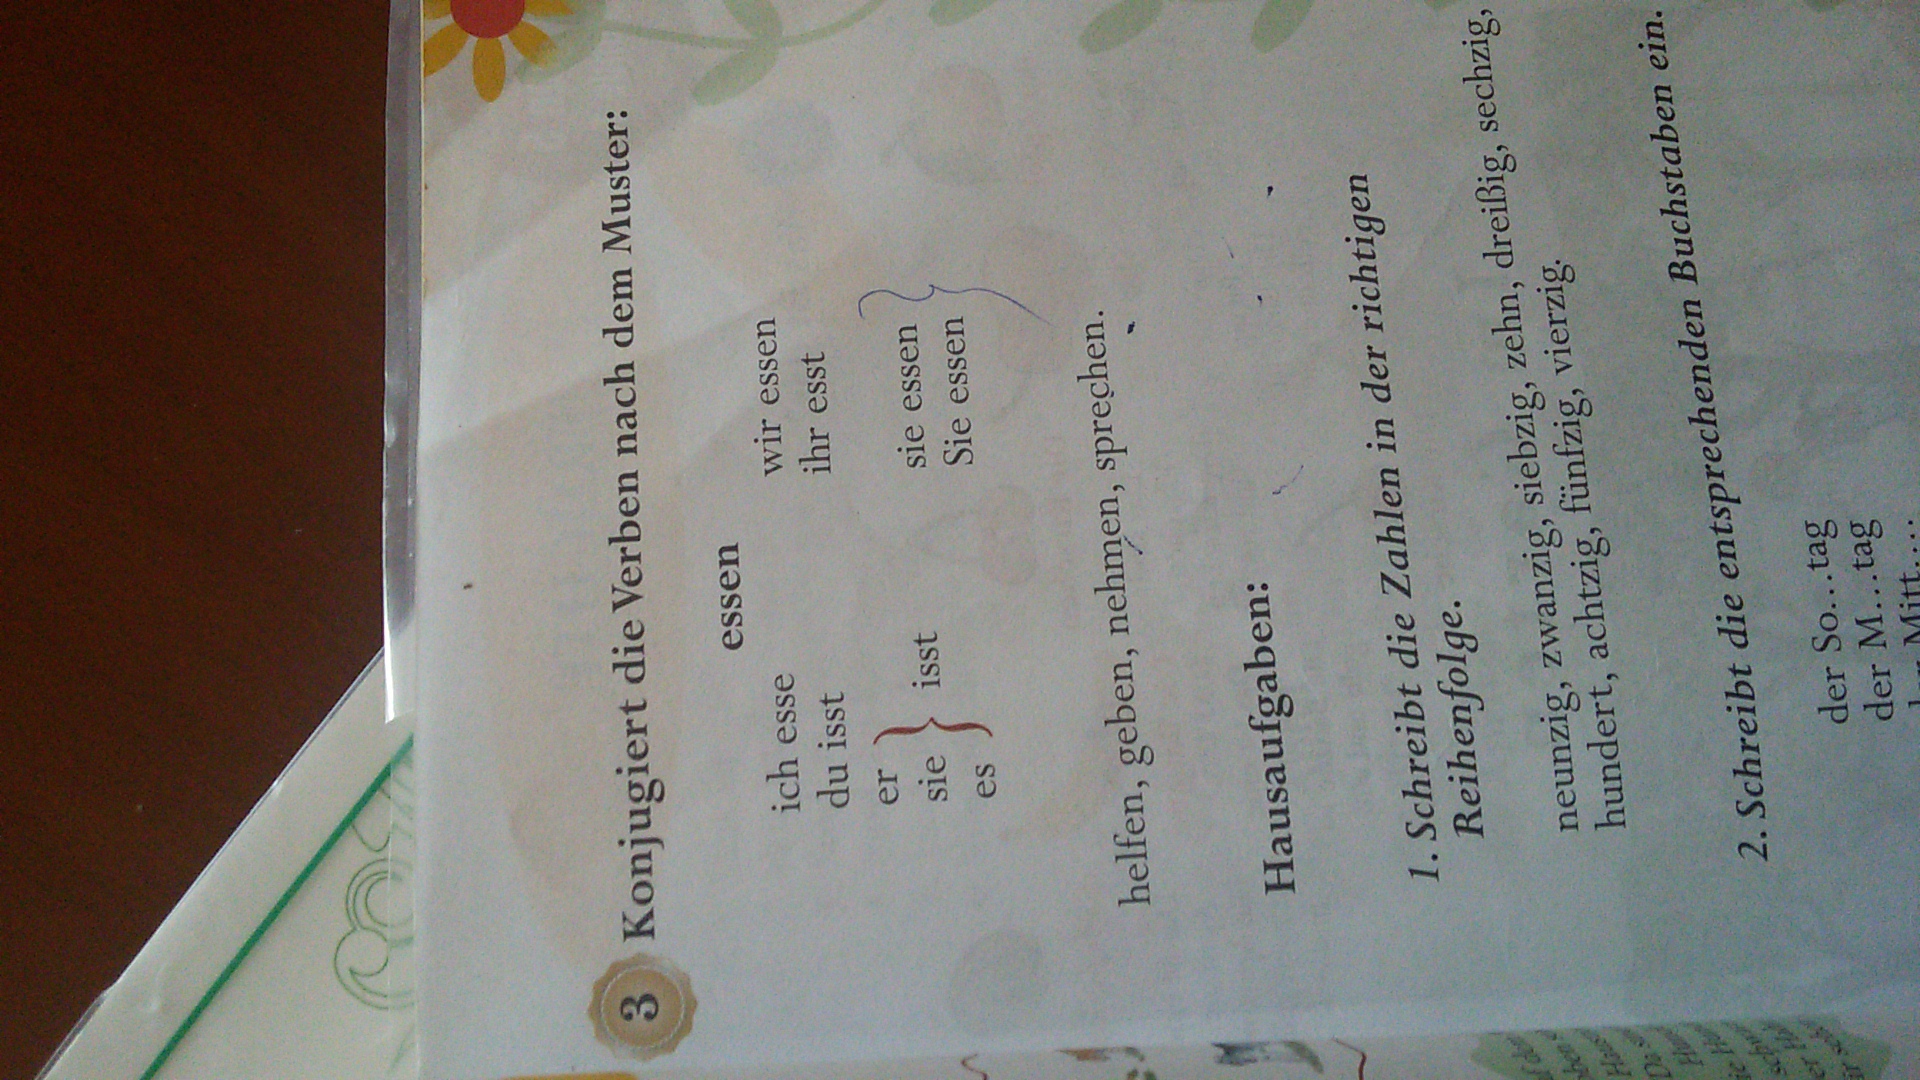 3 Konjugiert die Verben nach dem Muster:
essen
ich esse wir essen
du isst ihr esst
er
sie isst sie essen
es Sie essen
helfen, geben, nehmen, sprechen.
Hausaufgaben:
1. Schreibt die Zahlen in der richtigen
Reihenfolge.
neunzig, zwanzig, siebzig, zehn, dreißig, sechzig,
hundert, achtzig, fünfzig, vierzig.
2. Schreibt die entsprechenden Buchstaben ein.
der So...tag
der M...tag
Mitt....